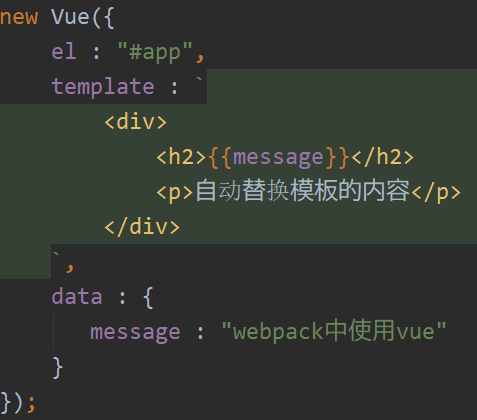 new Vue({
    el : "#app",
    template : `
        <div>
            <h2>{{message}}</h2>
            <p>自动替换模板的内容</p>
        </div>
    `,
    data : {
       message : "webpack中使用vue"
    }
});